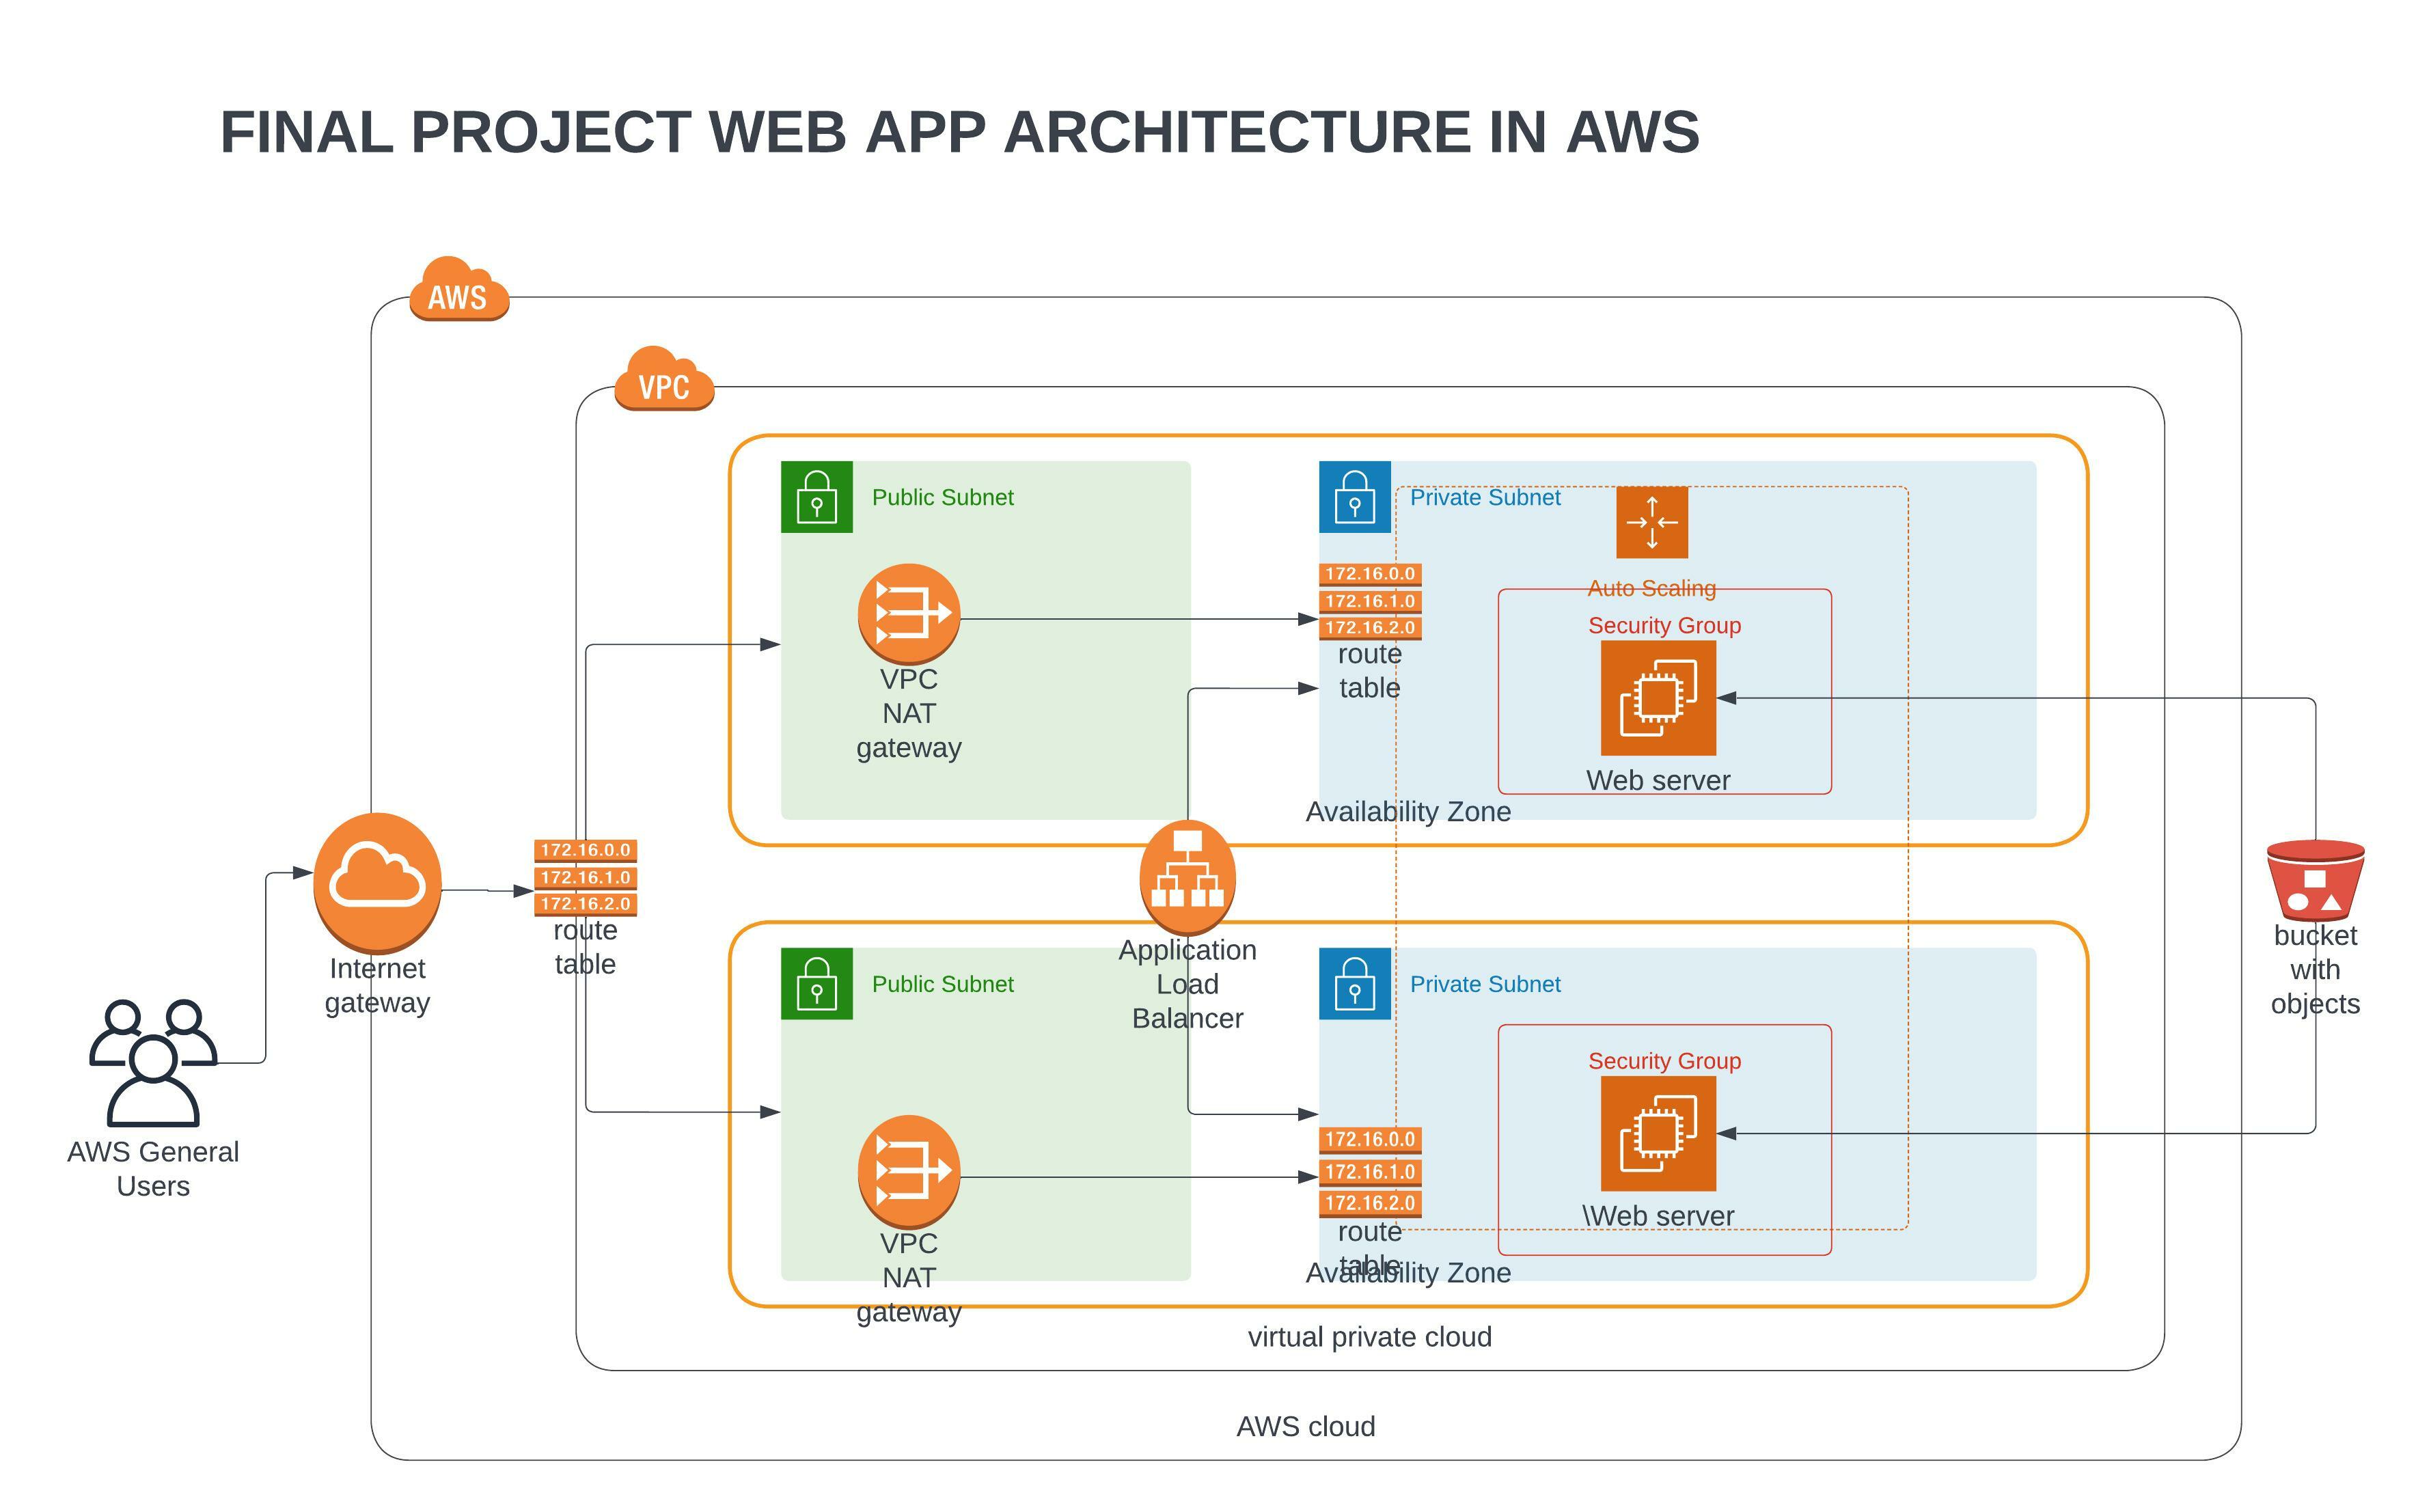 FINAL PROJECT WEB APP ARCHITECTURE IN AWS
AWS
VPC
Public Subnet
Private Subnet
172.16.0.0
172.16.1.0
172.16.2.0
route
table
Auto Scaling
Security Group
Web server
VPC
NAT
gateway
Availability Zone
172.16.0.0
172.16.1.0
172.16.2.0
route
table
Internet
gateway
AWS General
Users
Application
Load
Balancer
bucket
with
objects
Public Subnet
Private Subnet
Security Group
\Web server
172.16.0.0
172.16.1.0
172.16.2.0
route
table
VPC
NAT
gateway
Availability Zone
virtual private cloud
AWS cloud